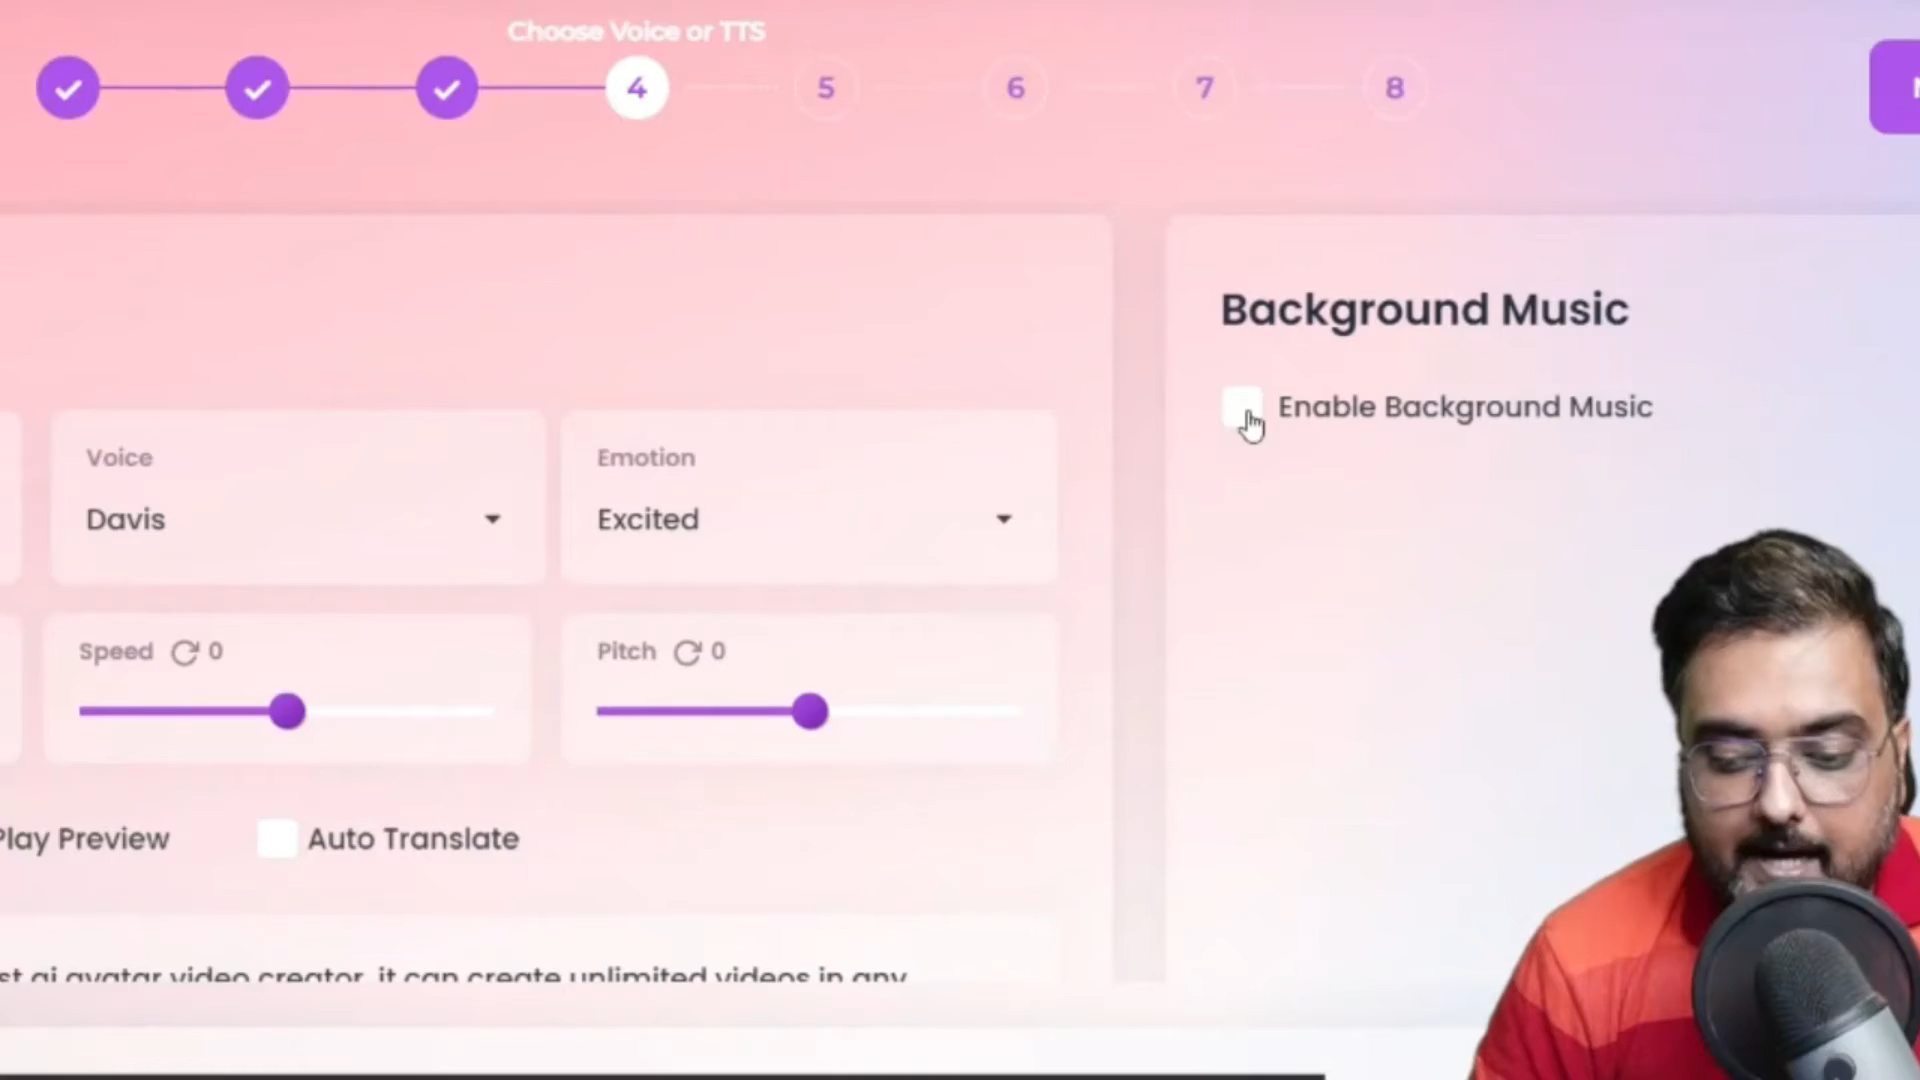 Choose Voice or TTS
4
5
6
7
8
Background Music
Enable Background Music
Voice
Davis
Emotion
Excited
Speed 0
Pitch 0
Play Preview
Auto Translate
ai avatar video creator, it can create unlimited videos in any